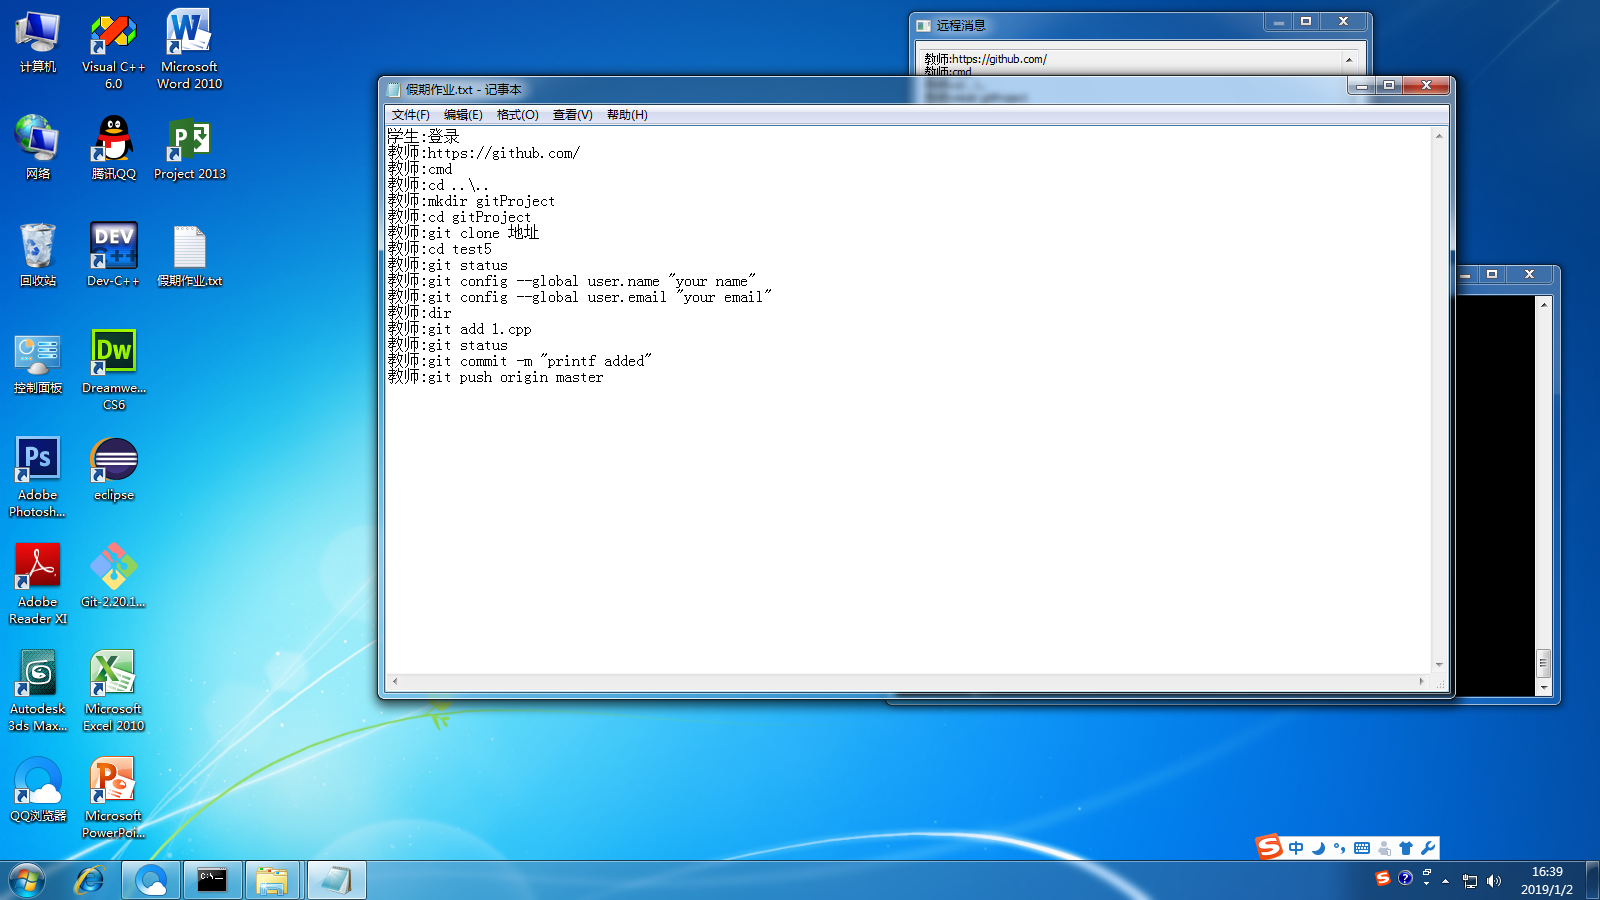 计算机
Visual C++ 6.0
Microsoft Word 2010
网络
腾讯QQ
Project 2013
回收站
DEV C++
Dev-C++
假期作业.txt
控制面板
Dw
Dreamwe... CS6
Ps
Adobe Photosh...
eclipse
Adobe Reader XI
Git-2.20.1...
Autodesk 3ds Max...
Microsoft Excel 2010
QQ浏览器
Microsoft PowerPoi...
远程消息
教师:https://github.com/
教师:cmd
假期作业.txt - 记事本
文件(F) 编辑(E) 格式(O) 查看(V) 帮助(H)
学生:登录
教师:https://github.com/
教师:cmd
教师:cd ..\..
教师:mkdir gitProject
教师:cd gitProject
教师:git clone 地址
教师:cd test5
教师:git status
教师:git config --global user.name "your name"
教师:git config --global user.email "your email"
教师:dir
教师:git add 1.cpp
教师:git status
教师:git commit -m "printf added"
教师:git push origin master
中
16:39
2019/1/2